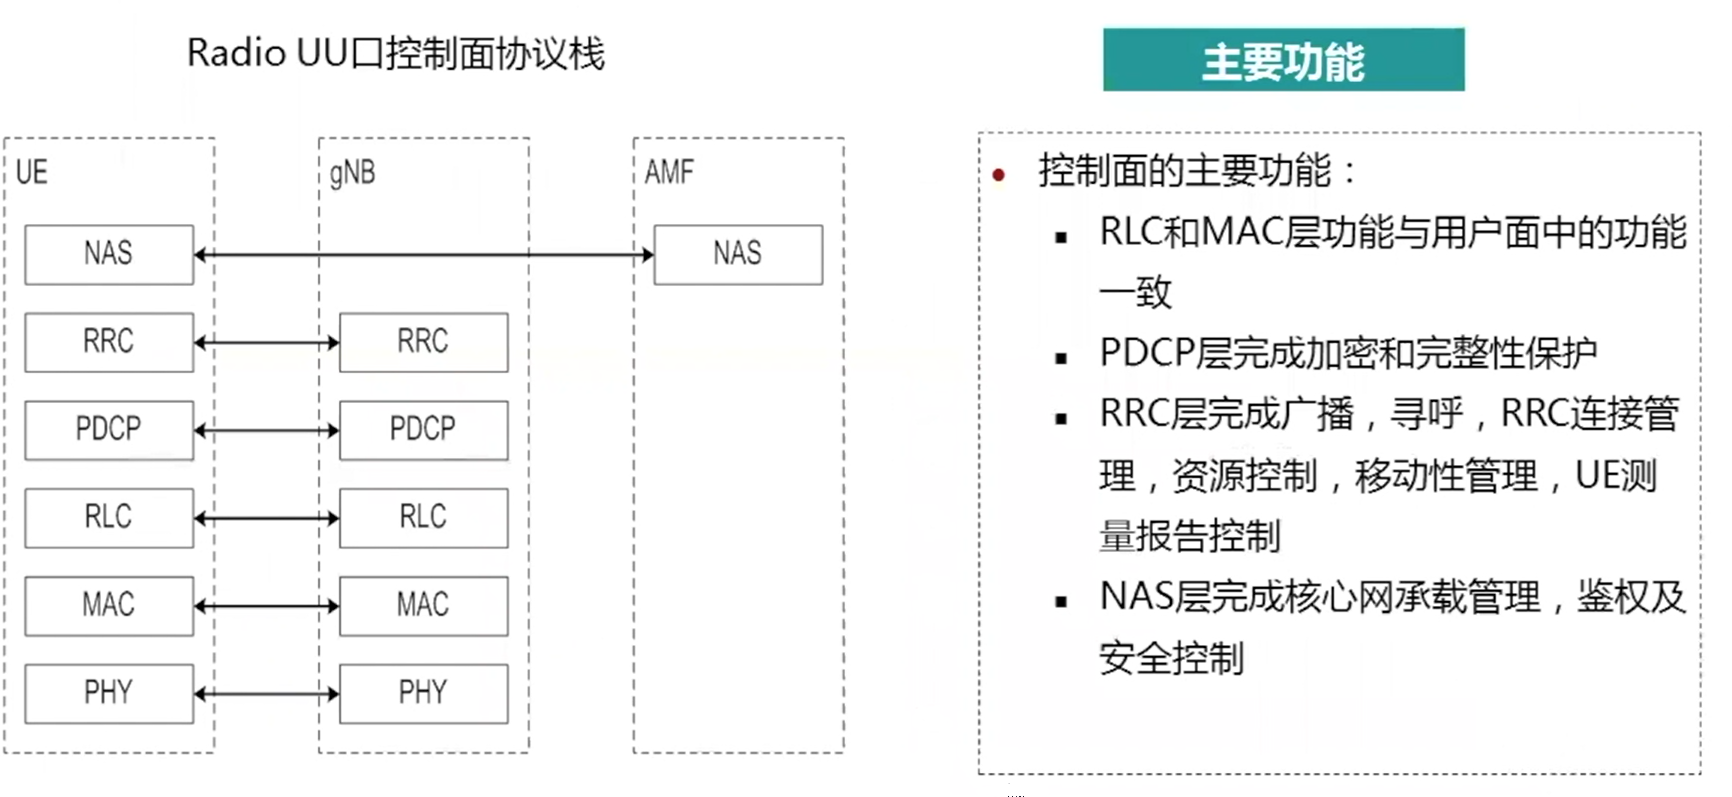 Radio UU口控制面协议栈
UE
gNB
AMF
NAS
NAS
RRC
RRC
PDCP
PDCP
RLC
RLC
MAC
MAC
PHY
PHY
主要功能
• 控制面的主要功能：
▪ RLC和MAC层功能与用户面中的功能
一致
▪ PDCP层完成加密和完整性保护
▪ RRC层完成广播，寻呼，RRC连接管
理，资源控制，移动性管理，UE测
量报告控制
▪ NAS层完成核心网承载管理，鉴权及
安全控制